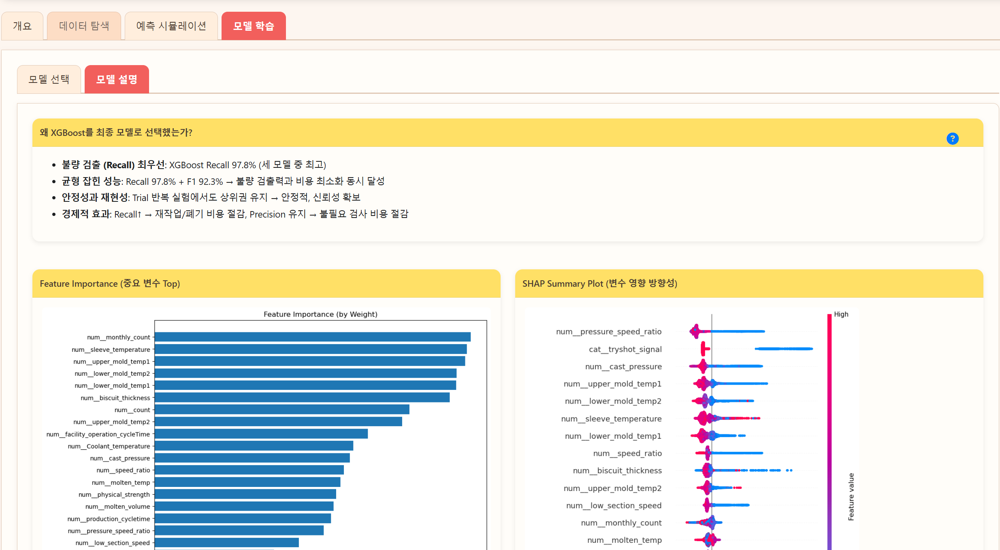 개요
데이터 탐색
예측 시뮬레이션
모델 학습
모델 선택
모델 설명
왜 XGBoost를 최종 모델로 선택했는가?
?
불량 검출 (Recall) 최우선: XGBoost Recall 97.8% (세 모델 중 최고)
균형 잡힌 성능: Recall 97.8% + F1 92.3% → 불량 검출력과 비용 최소화 동시 달성
안정성과 재현성: Trial 반복 실험에서도 상위권 유지 → 안정적, 신뢰성 확보
경제적 효과: Recall↑ → 재작업/폐기 비용 절감, Precision 유지 → 불필요 검사 비용 절감
Feature Importance (중요 변수 Top)
Feature Importance (by Weight)
num__monthly_count
num__sleeve_temperature
num__upper_mold_temp1
num__lower_mold_temp2
num__lower_mold_temp1
num__biscuit_thickness
num__count
num__upper_mold_temp2
num__facility_operation_cycleTime
num__Coolant_temperature
num__cast_pressure
num__speed_ratio
num__molten_temp
num__physical_strength
num__molten_volume
num__production_cycletime
num__pressure_speed_ratio
num__low_section_speed
SHAP Summary Plot (변수 영향 방향성)
High
num__pressure_speed_ratio
cat__tryshot_signal
num__cast_pressure
num__upper_mold_temp1
num__lower_mold_temp2
num__sleeve_temperature
num__lower_mold_temp1
num__speed_ratio
num__biscuit_thickness
num__upper_mold_temp2
num__low_section_speed
num__monthly_count
num__molten_temp
Feature value